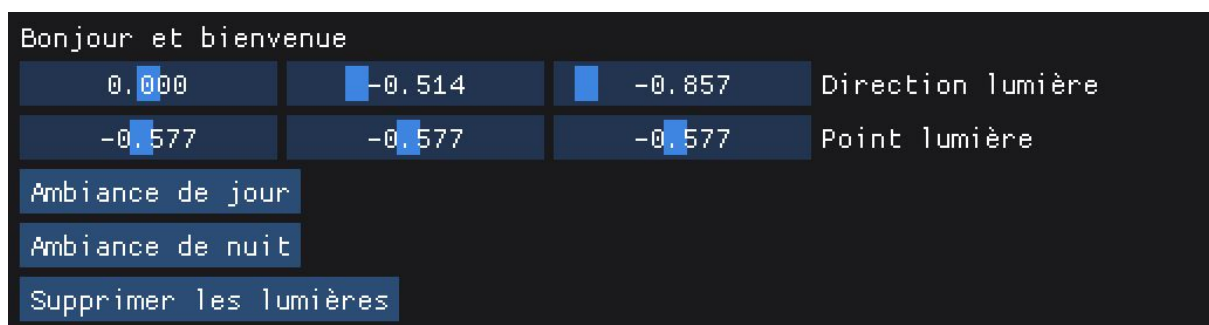 Bonjour et bienvenue
0.000 -0.514 -0.857 Direction lumière
-0.577 -0.577 -0.577 Point lumière
Ambiance de jour
Ambiance de nuit
Supprimer les lumières